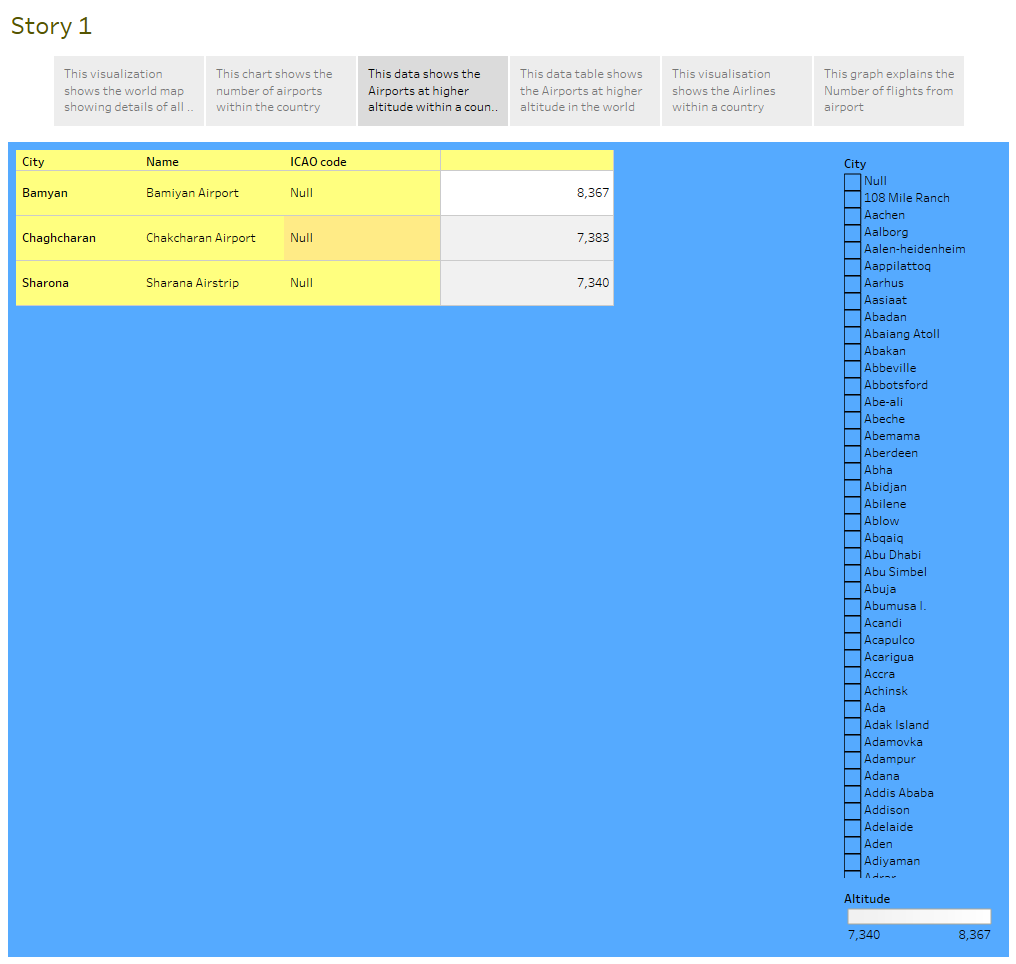 Story 1
This visualization
shows the world map
showing details of all ..
This chart shows the
number of airports
within the country
This data shows the
Airports at higher
altitude within a coun..
This data table shows
the Airports at higher
altitude in the world
This visualisation
shows the Airlines
within a country
This graph explains the
Number of flights from
airport
City Name ICAO code
Bamyan Bamiyan Airport Null 8,367
Chaghcharan Chakcharan Airport Null 7,383
Sharona Sharana Airstrip Null 7,340
City
Null
108 Mile Ranch
Aachen
Aalborg
Aalen-heidenheim
Aappilattoq
Aarhus
Aasiaat
Abadan
Abaiang Atoll
Abakan
Abbeville
Abbotsford
Abe-ali
Abeche
Abemama
Aberdeen
Abha
Abidjan
Abilene
Ablow
Abqaiq
Abu Dhabi
Abu Simbel
Abuja
Abumusa I.
Acandi
Acapulco
Acarigua
Accra
Achinsk
Ada
Adak Island
Adamovka
Adampur
Adana
Addis Ababa
Addison
Adelaide
Aden
Adiyaman
Adrar
Altitude
7,340 8,367